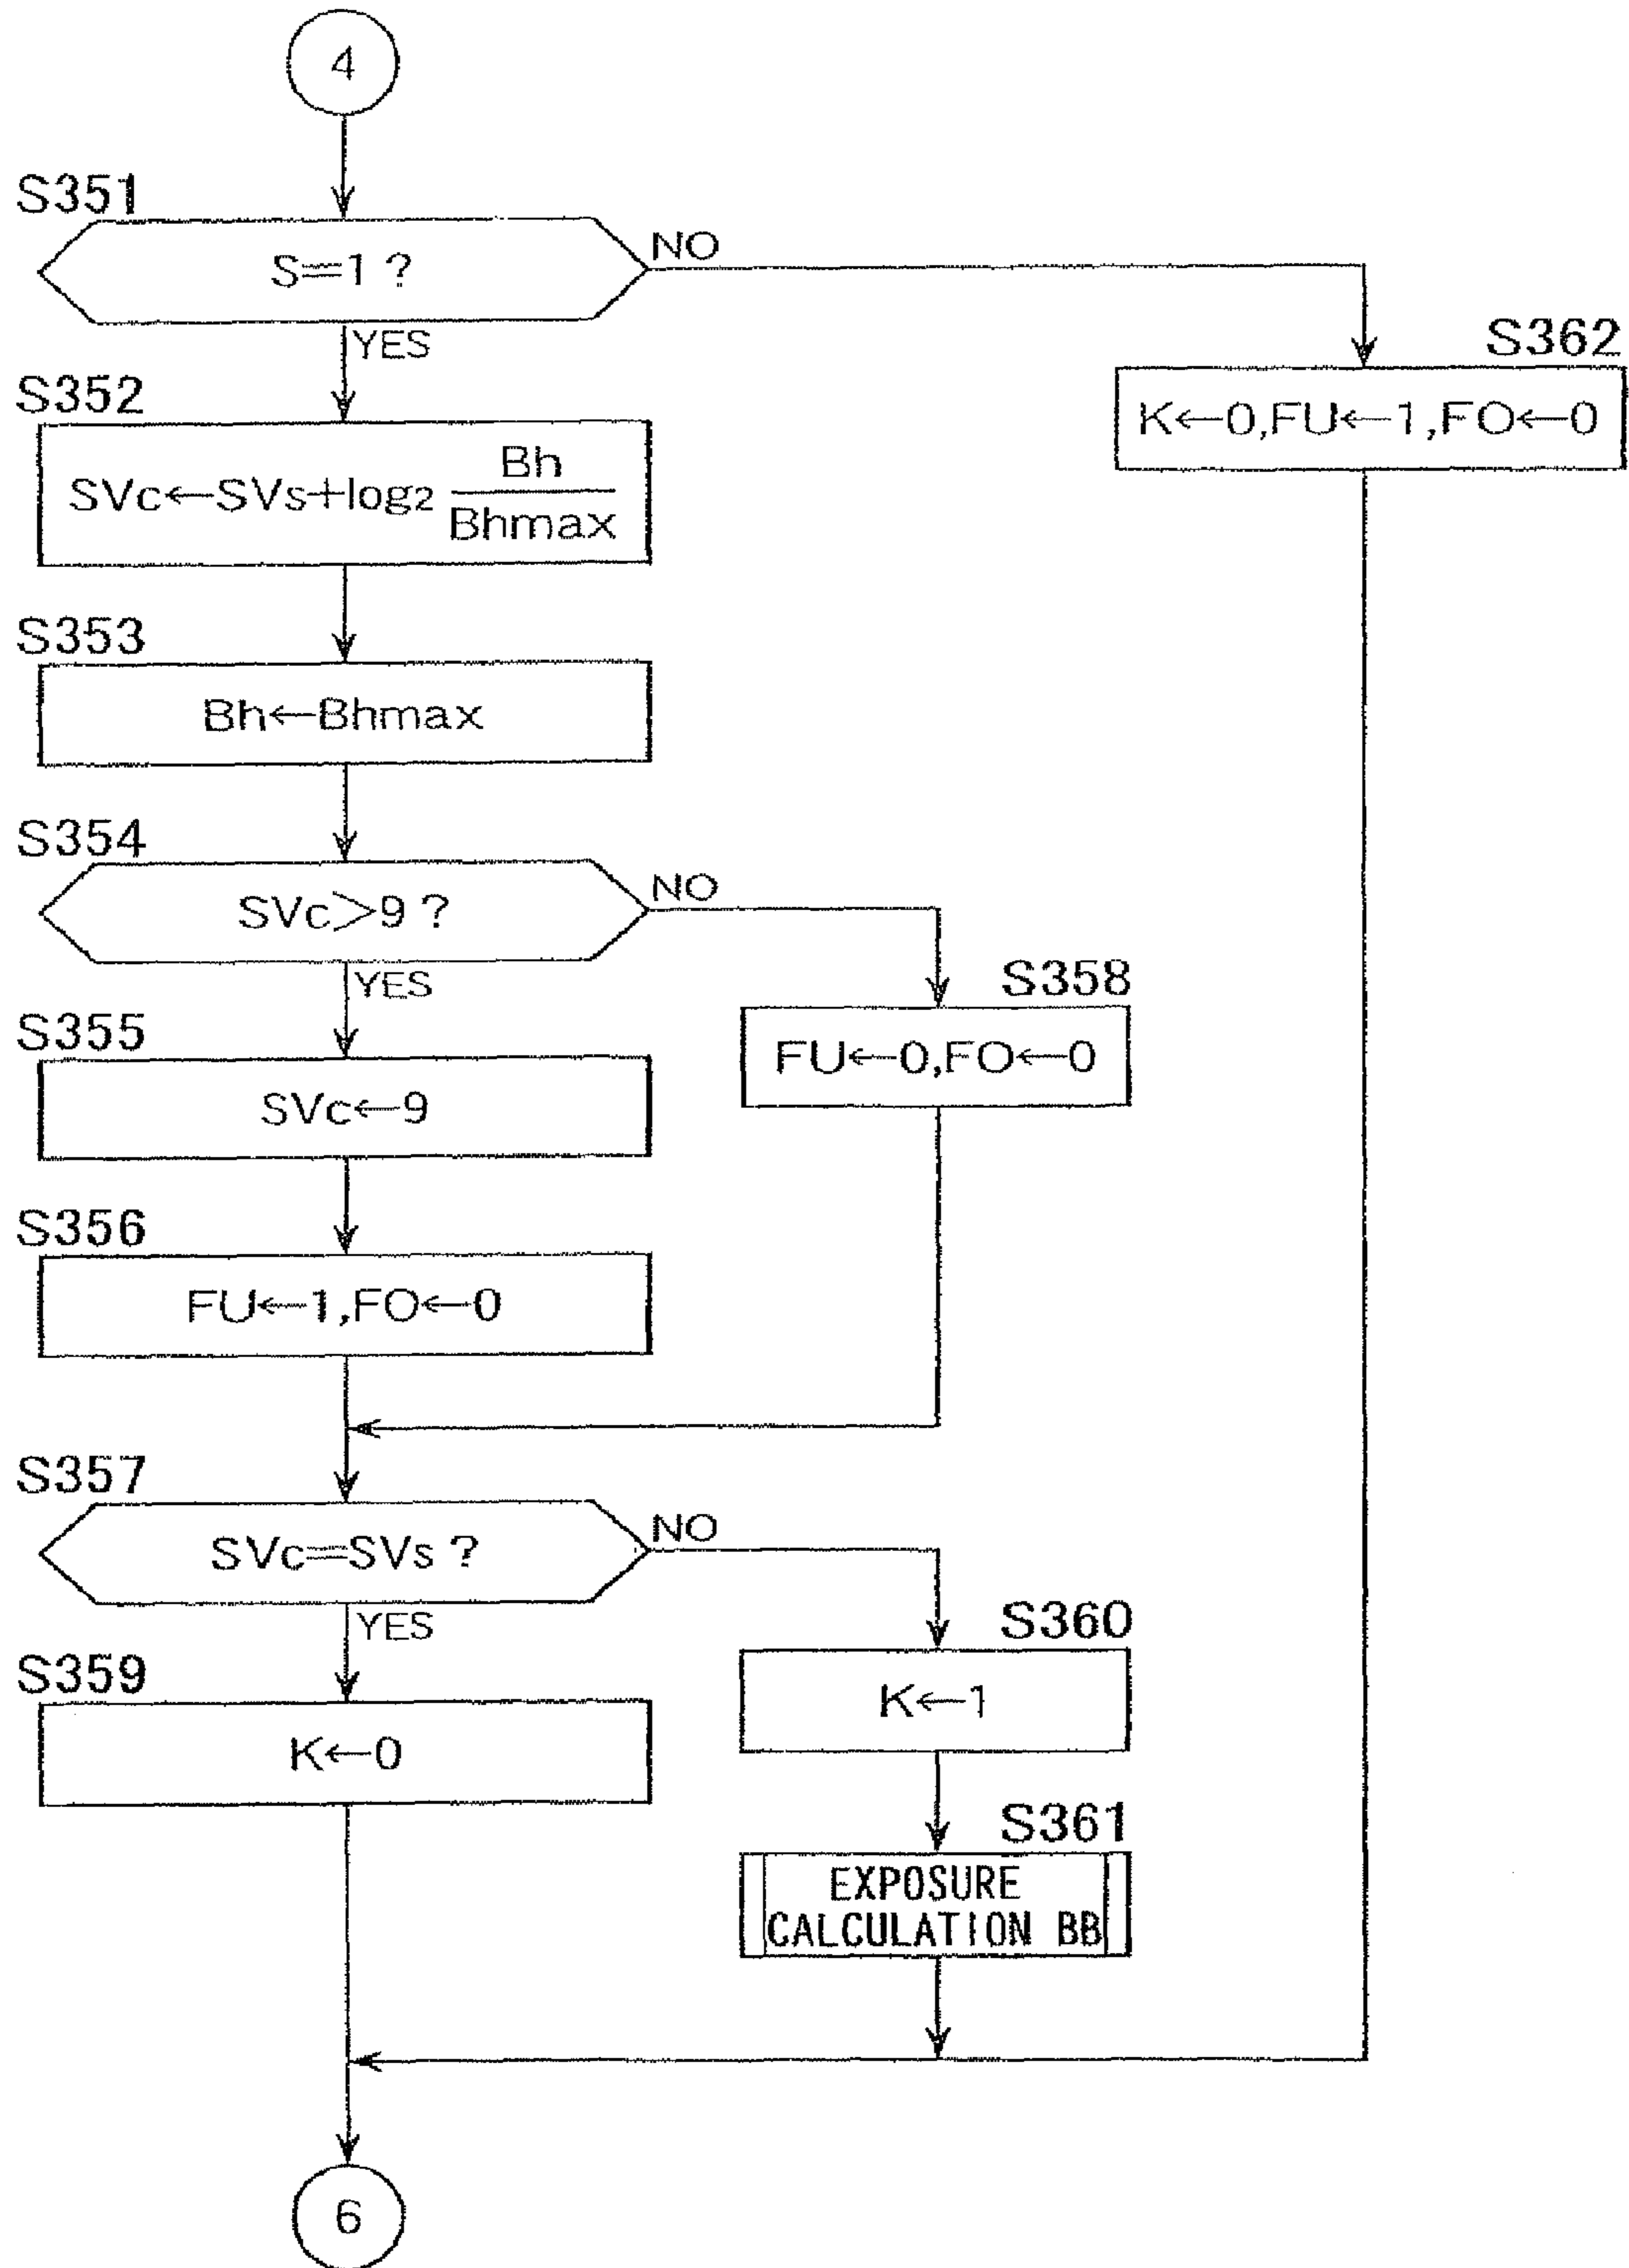 4
S351
S=1 ?
NO
YES
S362
K←0,FU←1,FO←0
S352
SVc←SVs+log2 Bh
Bhmax
S353
Bh←Bhmax
S354
SVc>9 ?
NO
YES
S358
FU←0,FO←0
S355
SVc←9
S356
FU←1,FO←0
S357
SVc=SVs ?
NO
YES
S360
K←1
S359
K←0
S361
EXPOSURE
CALCULATION BB
6